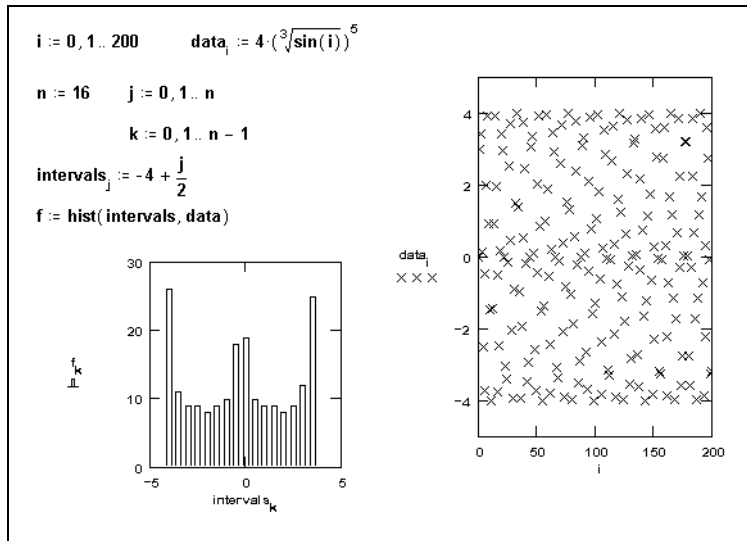 i := 0, 1 .. 200 data_i := 4·(∛sin(i))^5
n := 16 j := 0, 1 .. n
k := 0, 1 .. n − 1
intervals_j := −4 + j/2
f := hist(intervals, data)
30
20
10
0
f_k
−5 0 5
intervals_k
4
2
0
−2
−4
data_i
× × ×
0 50 100 150 200
i